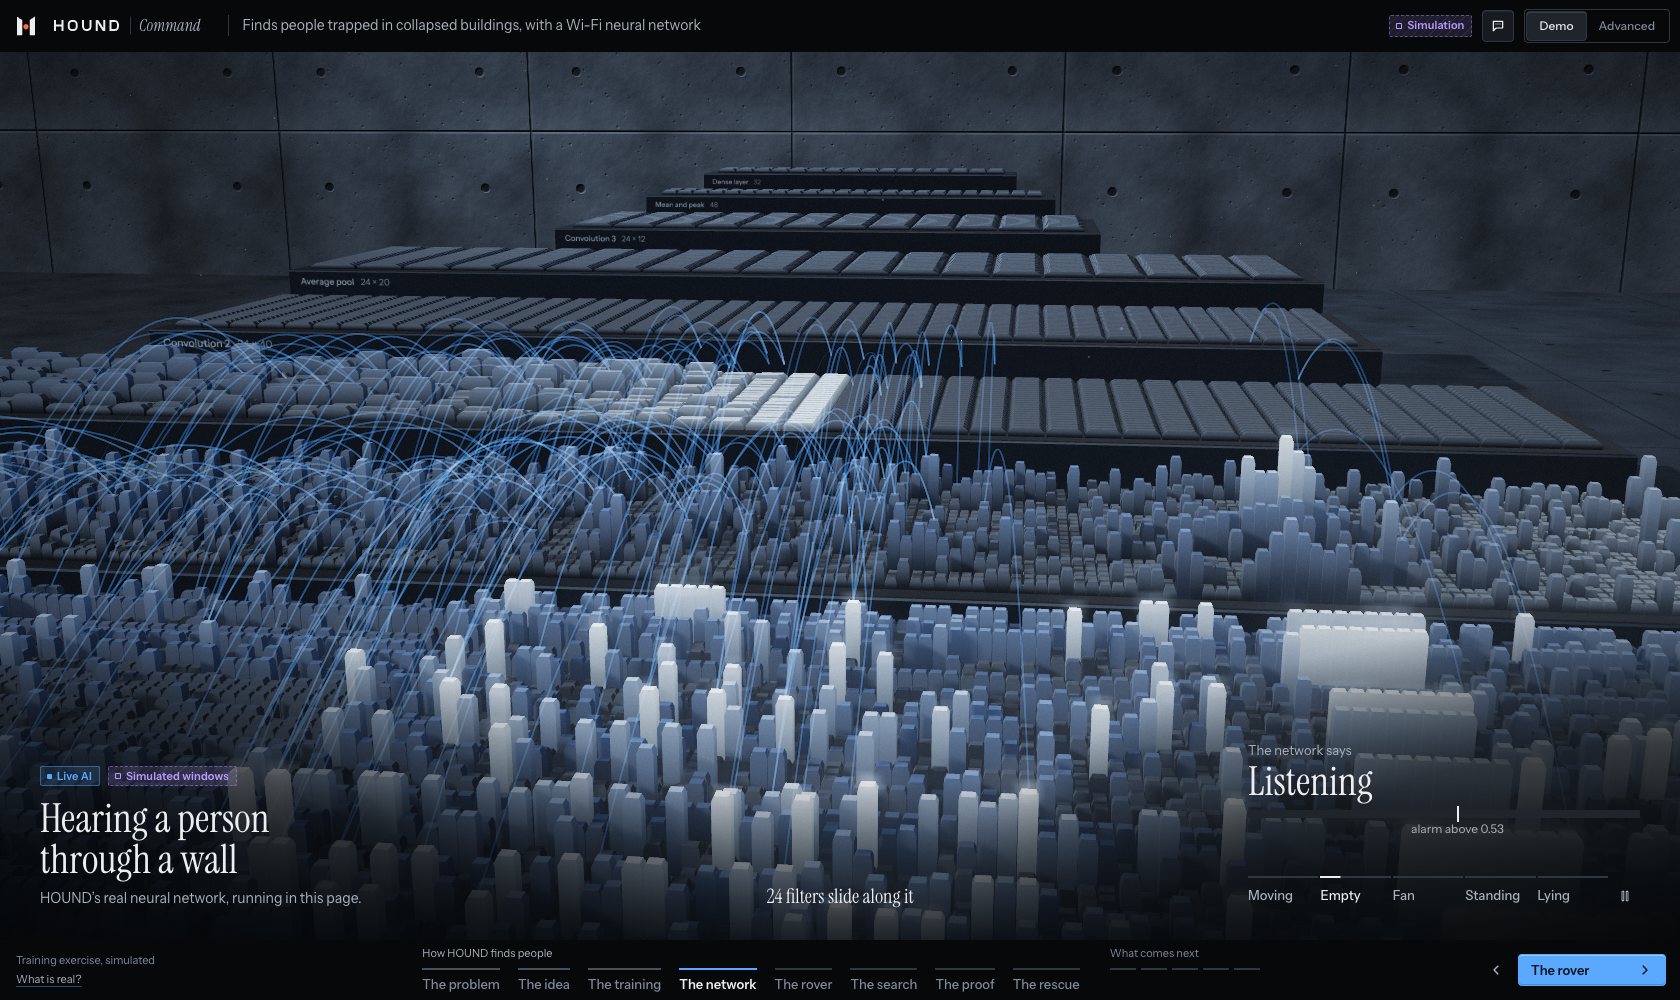 HOUND Command
Finds people trapped in collapsed buildings, with a Wi-Fi neural network
Simulation
Demo
Advanced
Dense layer 32
Mean and peak 48
Convolution 3 24 × 12
Average pool 24 × 20
Convolution 2 24 × 40
The network says
Listening
alarm above 0.53
Moving
Empty
Fan
Standing
Lying
Live AI
Simulated windows
Hearing a person
through a wall
HOUND's real neural network, running in this page.
24 filters slide along it
Training exercise, simulated
What is real?
How HOUND finds people
The problem
The idea
The training
The network
The rover
The search
The proof
The rescue
What comes next
The rover